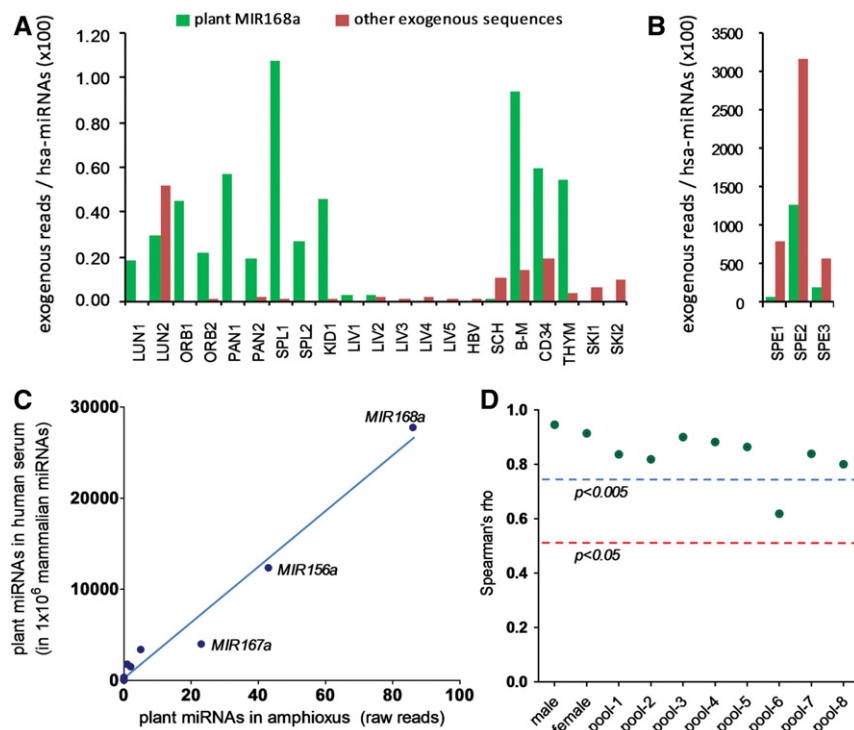 A
plant MIR168a
other exogenous sequences
exogenous reads / hsa-miRNAs (x100)
1.20
1.00
0.80
0.60
0.40
0.20
0.00
LUN1
LUN2
ORB1
ORB2
PAN1
PAN2
SPL1
SPL2
KID1
LIV1
LIV2
LIV3
LIV4
LIV5
HBV
SCH
B-M
CD34
THYM
SKI1
SKI2
B
exogenous reads / hsa-miRNAs (x100)
3500
3000
2500
2000
1500
1000
500
0
SPE1
SPE2
SPE3
C
plant miRNAs in human serum
(in 1x10⁶ mammalian miRNAs)
30000
20000
10000
0
MIR168a
MIR156a
MIR167a
0
20
40
60
80
100
plant miRNAs in amphioxus (raw reads)
D
Spearman's rho
1.0
0.8
0.6
0.4
0.2
0.0
p<0.005
p<0.05
male
female
pool-1
pool-2
pool-3
pool-4
pool-5
pool-6
pool-7
pool-8